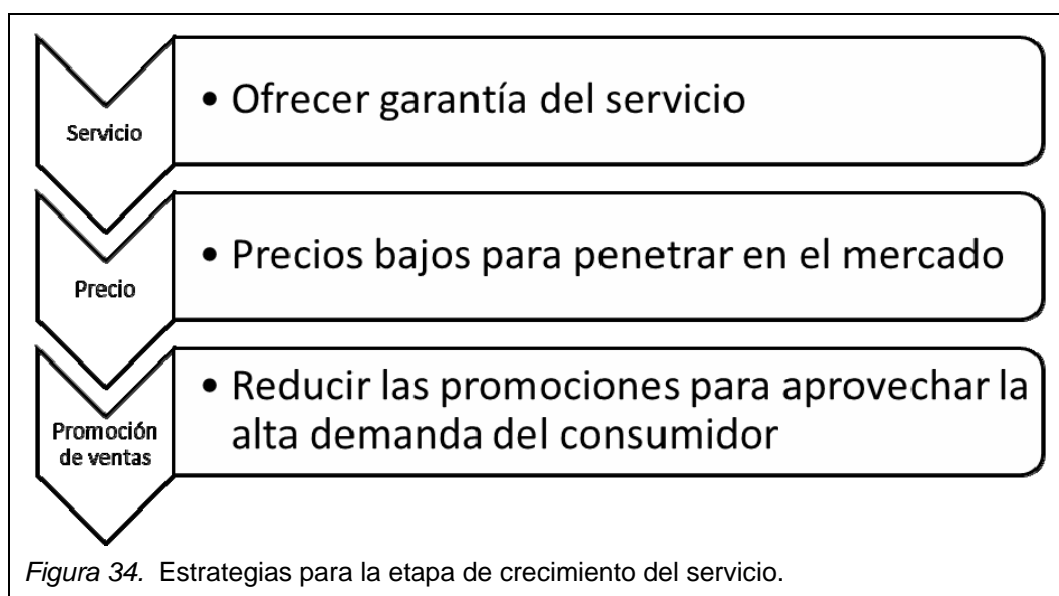 Servicio
• Ofrecer garantía del servicio
Precio
• Precios bajos para penetrar en el mercado
Promoción
de ventas
• Reducir las promociones para aprovechar la
alta demanda del consumidor
Figura 34. Estrategias para la etapa de crecimiento del servicio.